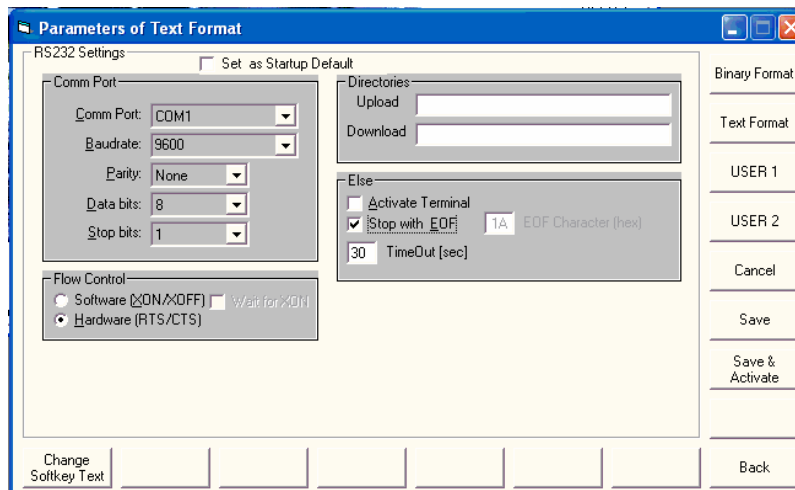 Parameters of Text Format
RS232 Settings
Set as Startup Default
Comm Port
Comm Port: COM1
Baudrate: 9600
Parity: None
Data bits: 8
Stop bits: 1
Flow Control
Software (XON/XOFF) Wait for XON
Hardware (RTS/CTS)
Directories
Upload
Download
Else
Activate Terminal
Stop with EOF 1A EOF Character (hex)
30 TimeOut [sec]
Binary Format
Text Format
USER 1
USER 2
Cancel
Save
Save &
Activate
Back
Change
Softkey Text